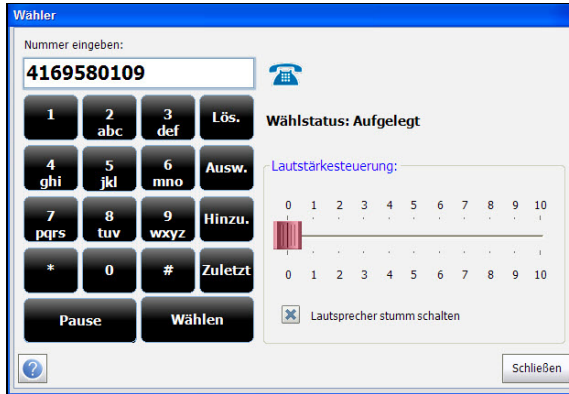 Wähler
Nummer eingeben:
4169580109
1 2 3 Lös.
abc def
Wählstatus: Aufgelegt
4 5 6 Ausw.
ghi jkl mno
Lautstärkesteuerung:
0 1 2 3 4 5 6 7 8 9 10
7 8 9 Hinzu.
pqrs tuv wxyz
* 0 # Zuletzt
0 1 2 3 4 5 6 7 8 9 10
Pause Wählen
Lautsprecher stumm schalten
?
Schließen